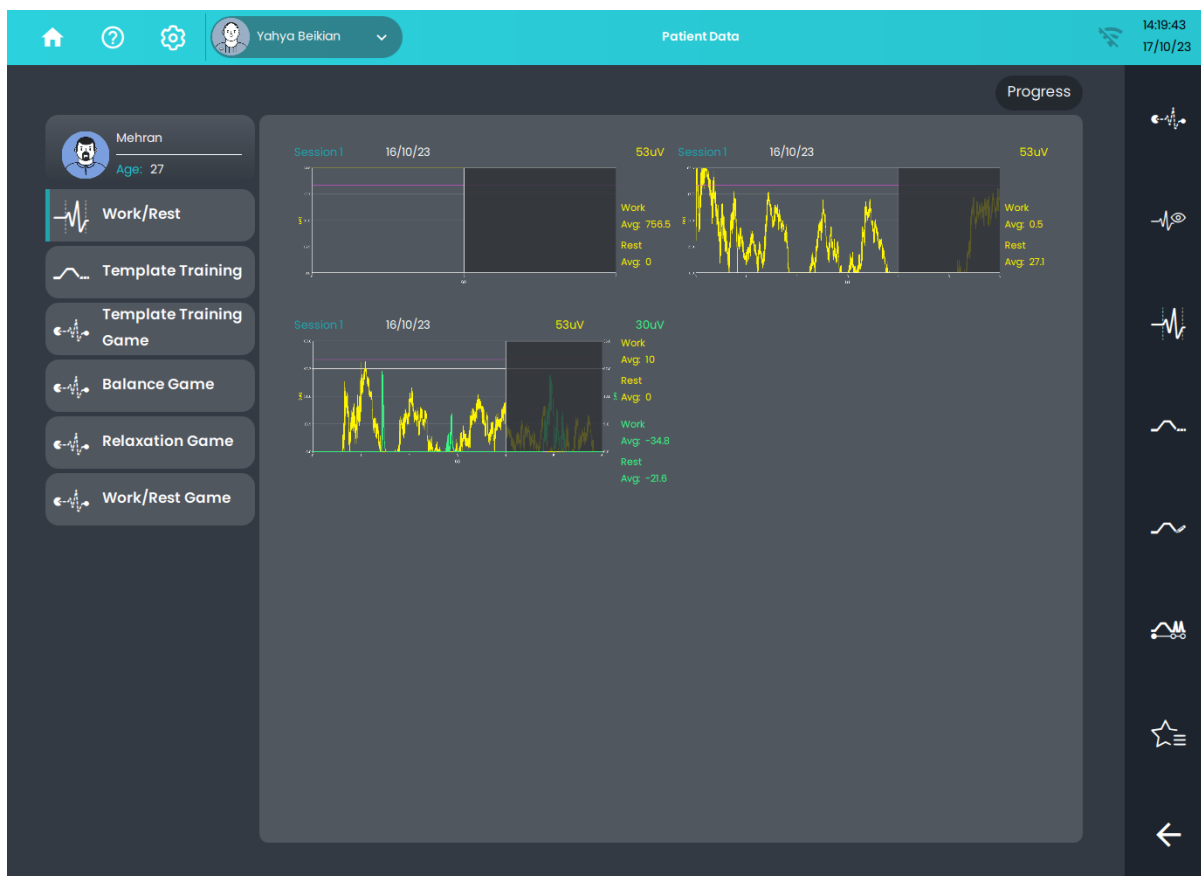 Yahya Beikian
Patient Data
14:19:43
17/10/23
Progress
Mehran
Age: 27
Work/Rest
Template Training
Template Training
Game
Balance Game
Relaxation Game
Work/Rest Game
Session 1 16/10/23 53uV
Work
Avg: 756.5
Rest
Avg: 0
Session 1 16/10/23 53uV
Work
Avg: 0.5
Rest
Avg: 27.1
Session 1 16/10/23 53uV 30uV
Work
Avg: 10
Rest
Avg: 0
Work
Avg: -34.8
Rest
Avg: -21.6